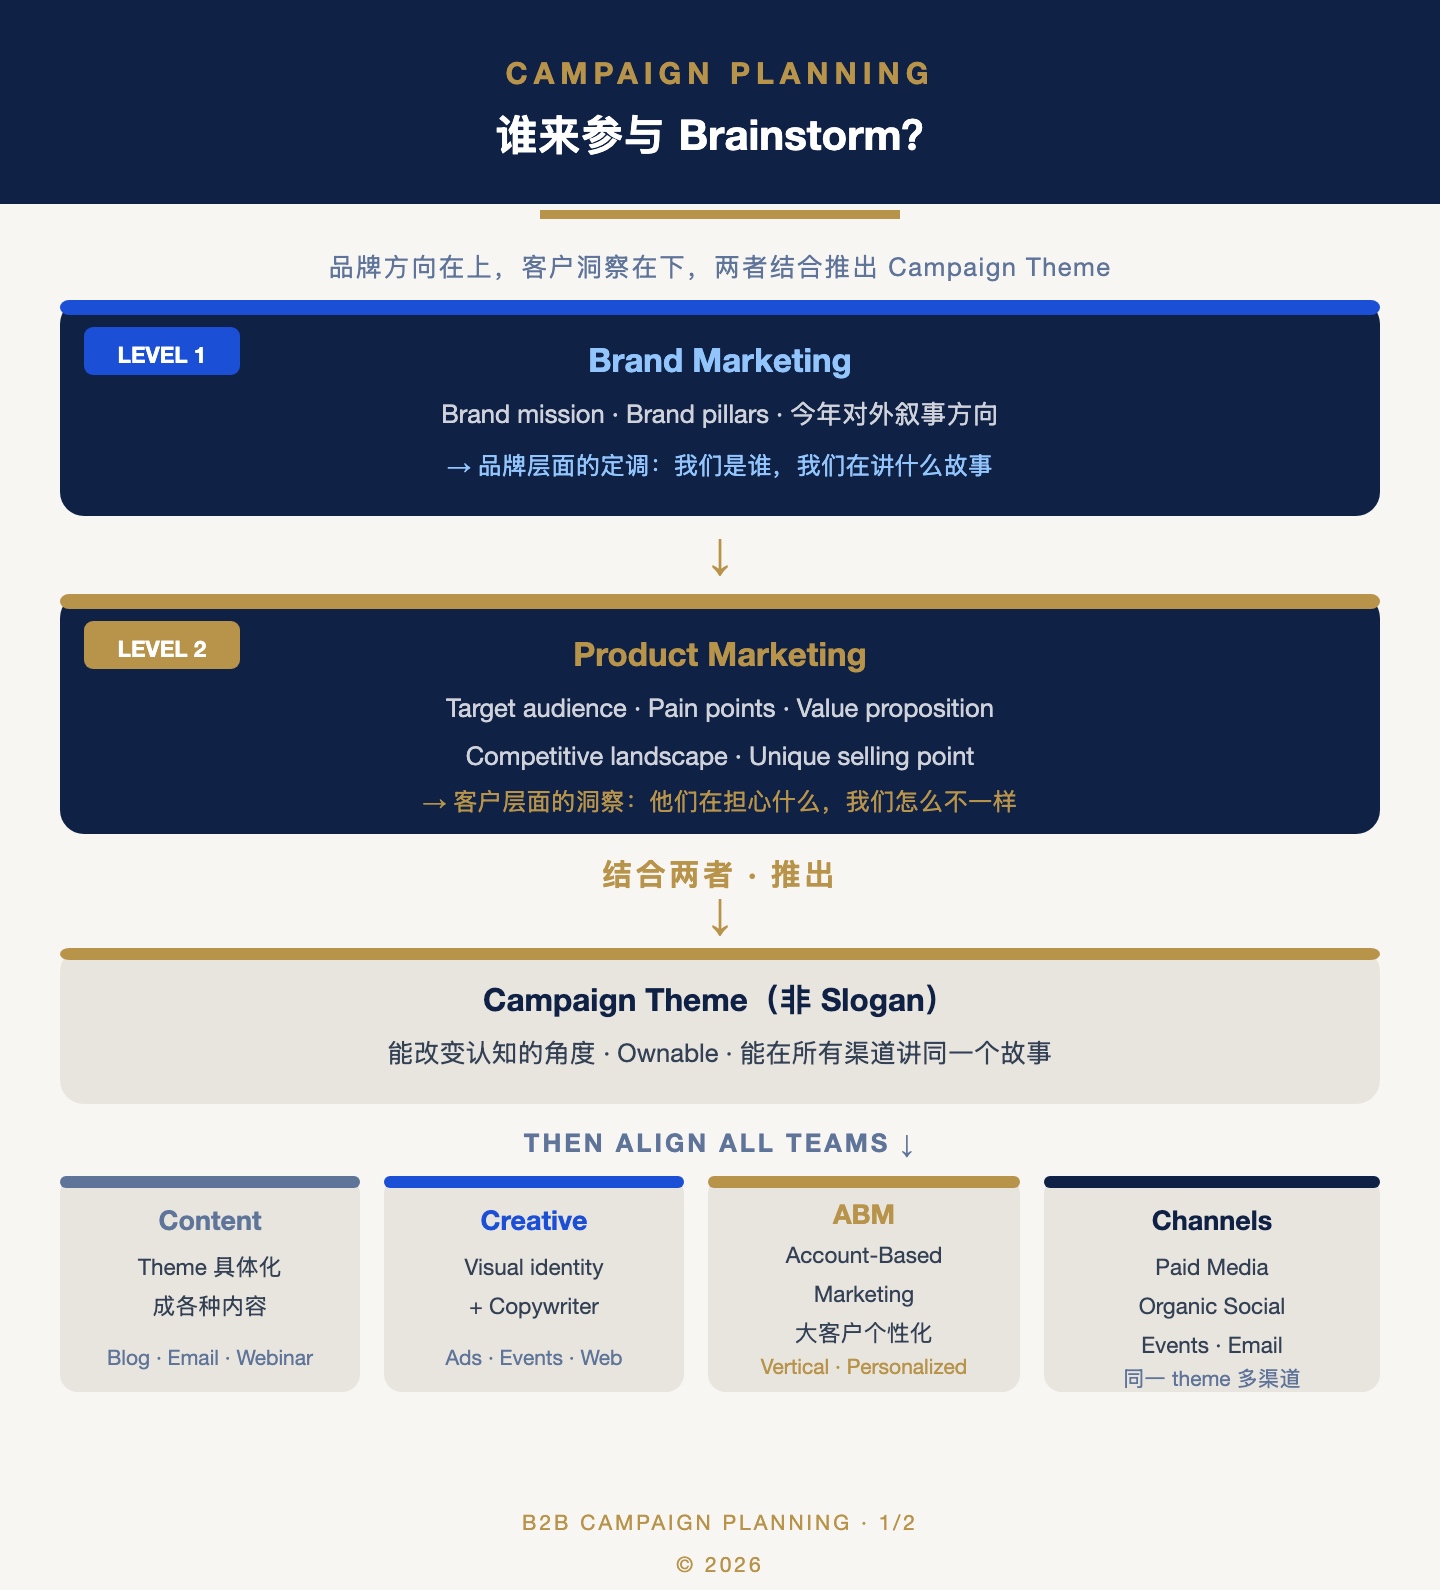 CAMPAIGN PLANNING
谁来参与 Brainstorm?
品牌方向在上，客户洞察在下，两者结合推出 Campaign Theme
LEVEL 1
Brand Marketing
Brand mission · Brand pillars · 今年对外叙事方向
→ 品牌层面的定调：我们是谁，我们在讲什么故事
↓
LEVEL 2
Product Marketing
Target audience · Pain points · Value proposition
Competitive landscape · Unique selling point
→ 客户层面的洞察：他们在担心什么，我们怎么不一样
结合两者 · 推出
↓
Campaign Theme（非 Slogan）
能改变认知的角度 · Ownable · 能在所有渠道讲同一个故事
THEN ALIGN ALL TEAMS ↓
Content
Theme 具体化
成各种内容
Blog · Email · Webinar
Creative
Visual identity
+ Copywriter
Ads · Events · Web
ABM
Account-Based
Marketing
大客户个性化
Vertical · Personalized
Channels
Paid Media
Organic Social
Events · Email
同一 theme 多渠道
B2B CAMPAIGN PLANNING · 1/2
© 2026